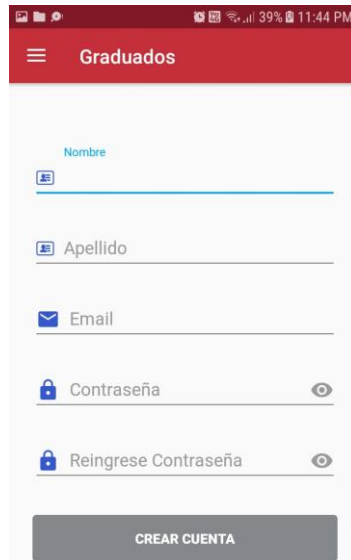 39% 11:44 PM
Graduados
Nombre
Apellido
Email
Contraseña
Reingrese Contraseña
CREAR CUENTA